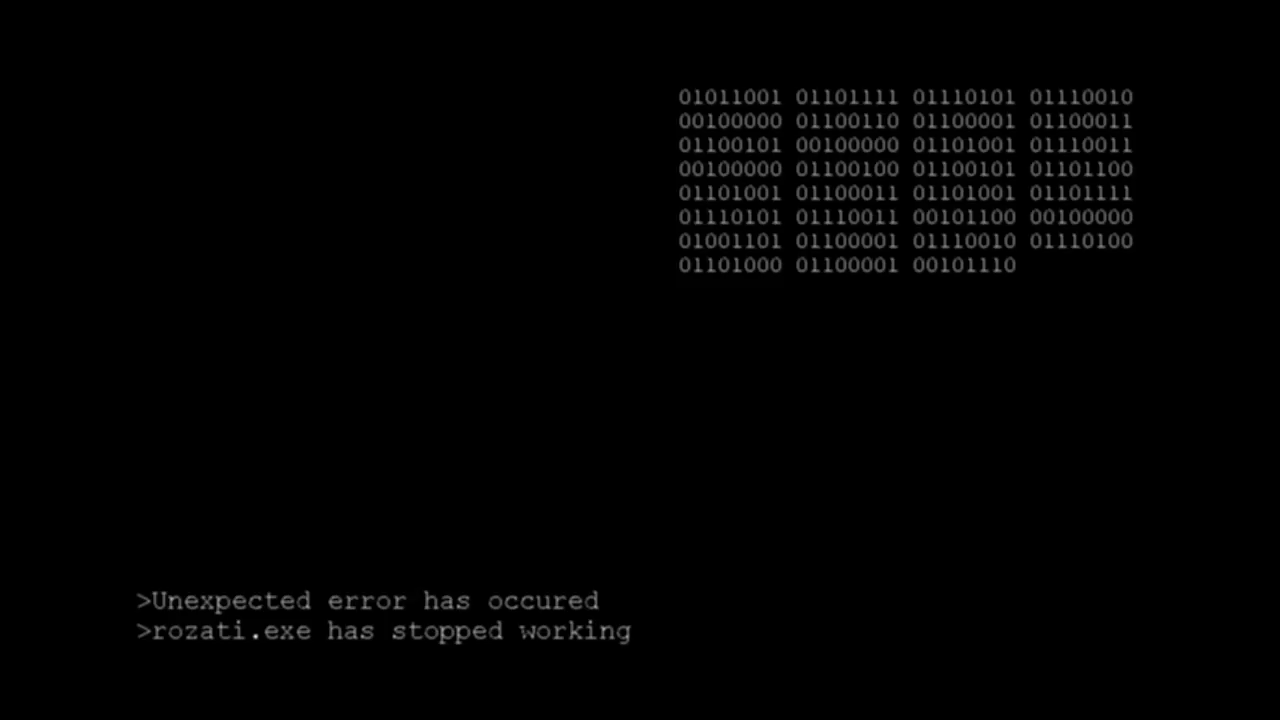 01011001 01101111 01110101 01110010
00100000 01100110 01100001 01100011
01100101 00100000 01101001 01110011
00100000 01100100 01100101 01101100
01101001 01100011 01101001 01101111
01110101 01110011 00101100 00100000
01001101 01100001 01110010 01110100
01101000 01100001 00101110
>Unexpected error has occured
>rozati.exe has stopped working